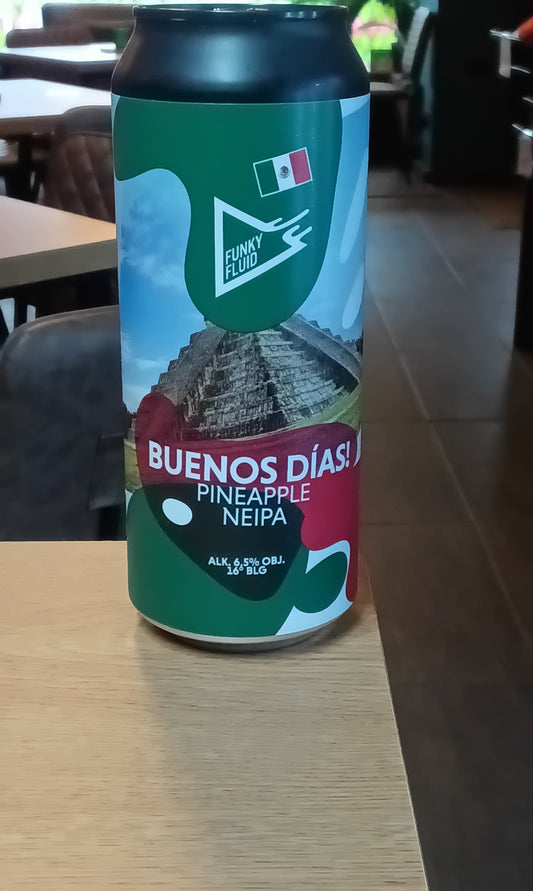 FUNKY
FLUID
BUENOS DÍAS!
PINEAPPLE
NEIPA
ALK. 6,5% OBJ.
16° BLG